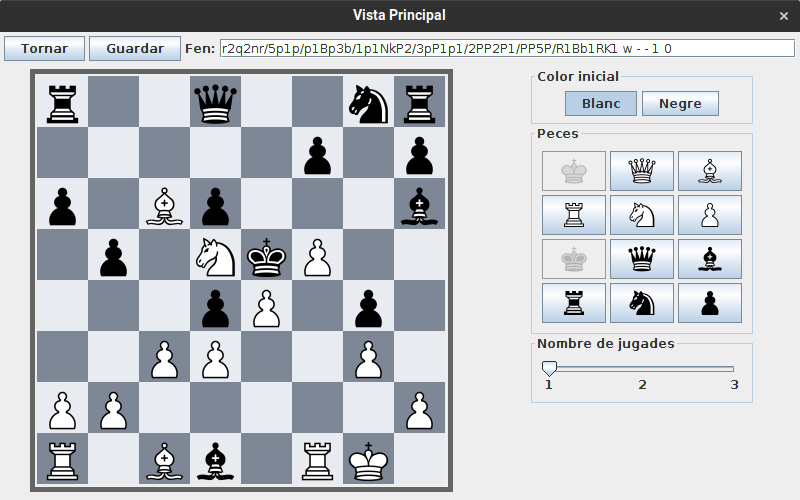 Vista Principal
×
Tornar Guardar Fen: r2q2nr/5p1p/p1Bp3b/1p1NkP2/3pP1p1/2PP2P1/PP5P/R1Bb1RK1 w - - 1 0
Color inicial
Blanc Negre
Peces
Nombre de jugades
1 2 3